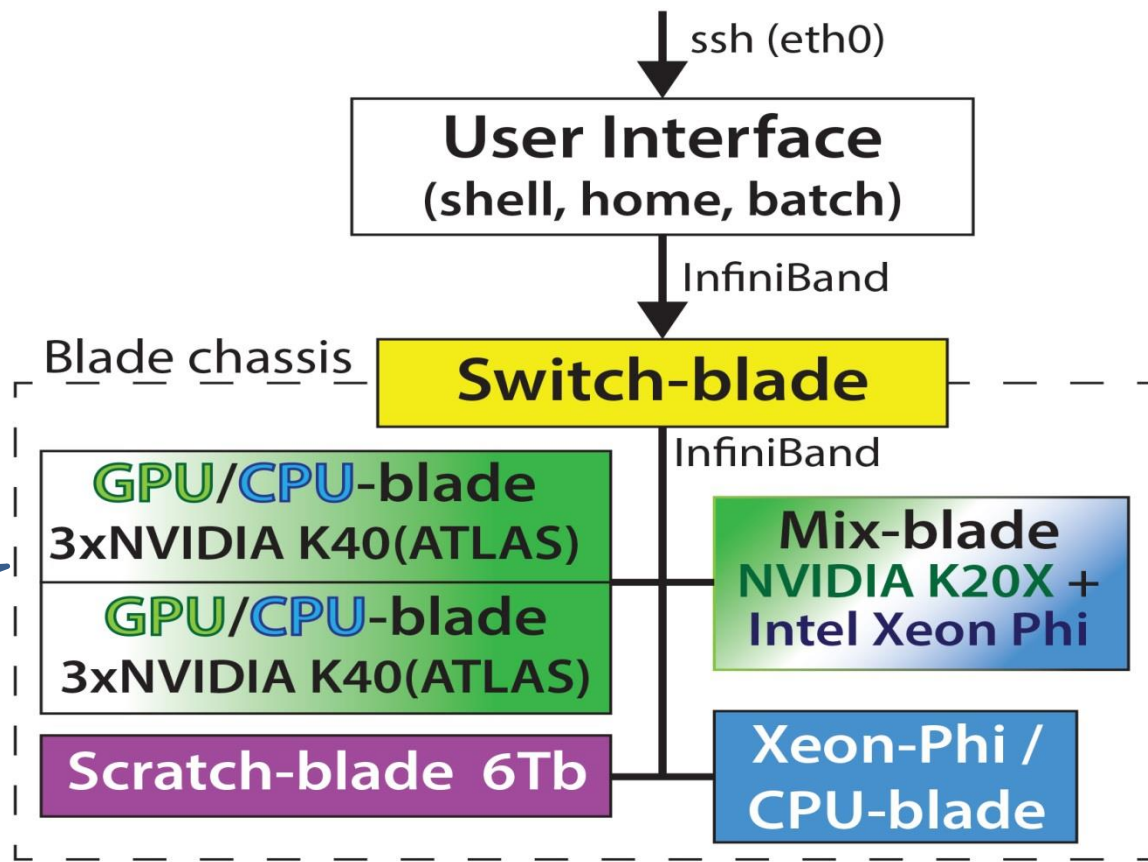 ssh (eth0)
User Interface
(shell, home, batch)
InfiniBand
Blade chassis
Switch-blade
InfiniBand
GPU/CPU-blade
3xNVIDIA K40(ATLAS)
GPU/CPU-blade
3xNVIDIA K40(ATLAS)
Mix-blade
NVIDIA K20X +
Intel Xeon Phi
Scratch-blade 6Tb
Xeon-Phi /
CPU-blade